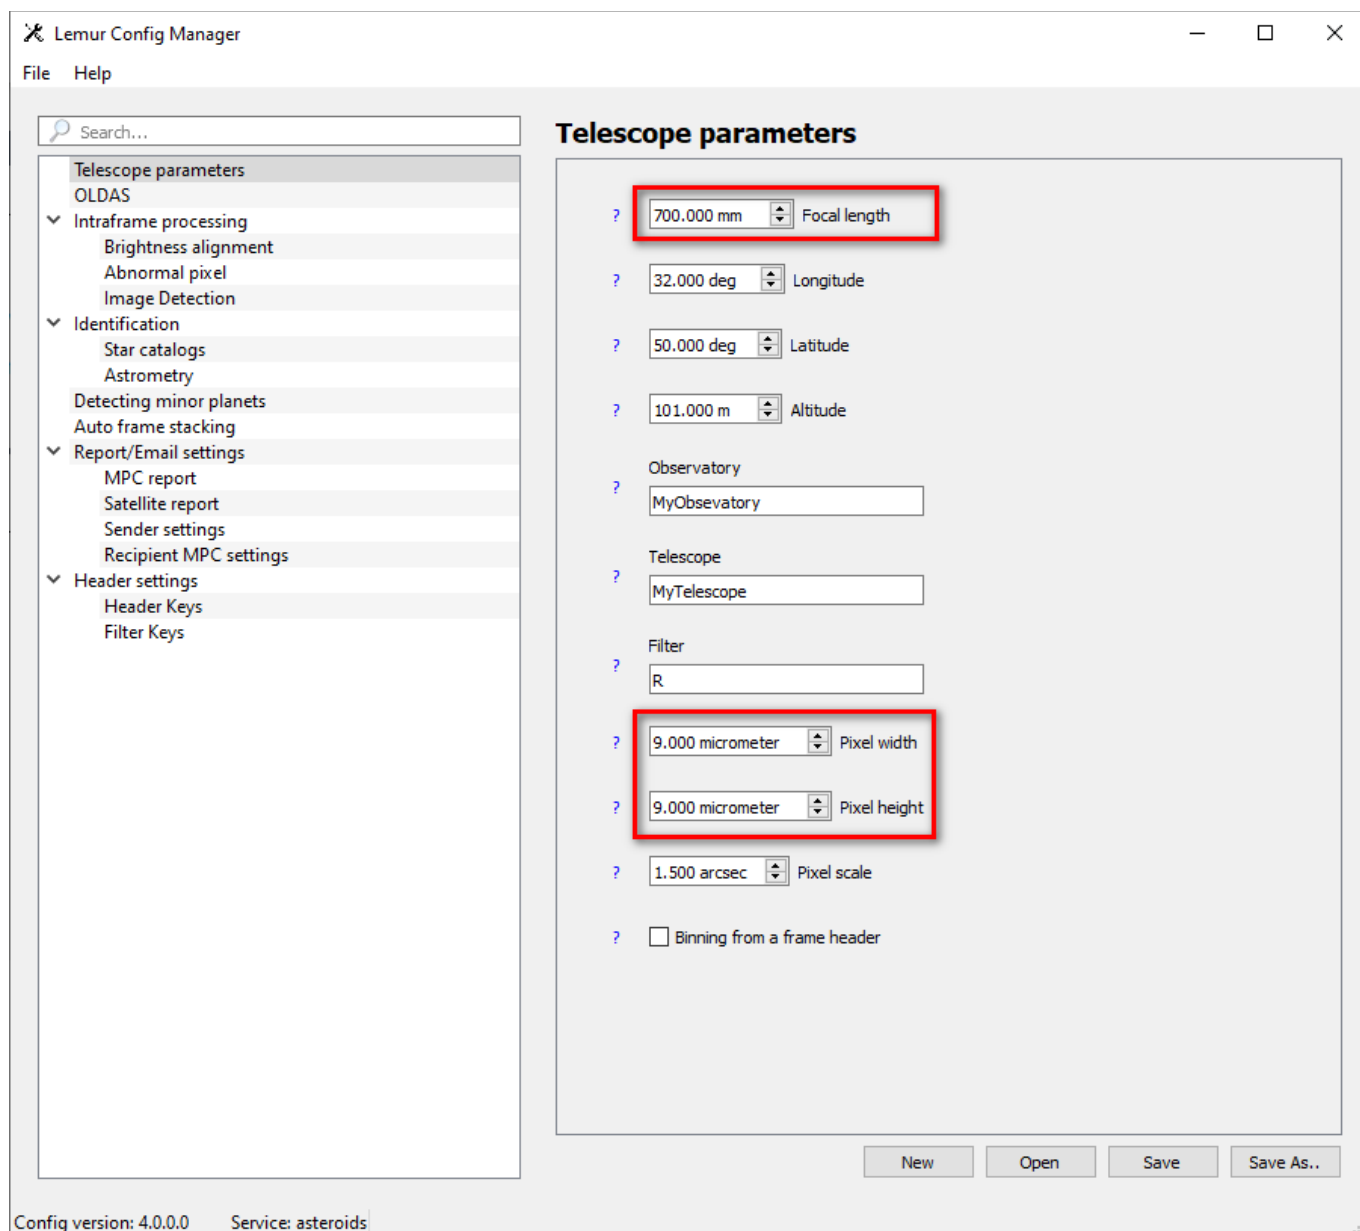 Lemur Config Manager
File Help
Search...
Telescope parameters
OLDAS
Intraframe processing
Brightness alignment
Abnormal pixel
Image Detection
Identification
Star catalogs
Astrometry
Detecting minor planets
Auto frame stacking
Report/Email settings
MPC report
Satellite report
Sender settings
Recipient MPC settings
Header settings
Header Keys
Filter Keys
Telescope parameters
? 700.000 mm Focal length
? 32.000 deg Longitude
? 50.000 deg Latitude
? 101.000 m Altitude
Observatory
? MyObsevatory
Telescope
? MyTelescope
Filter
? R
? 9.000 micrometer Pixel width
? 9.000 micrometer Pixel height
? 1.500 arcsec Pixel scale
? Binning from a frame header
New Open Save Save As..
Config version: 4.0.0.0 Service: asteroids